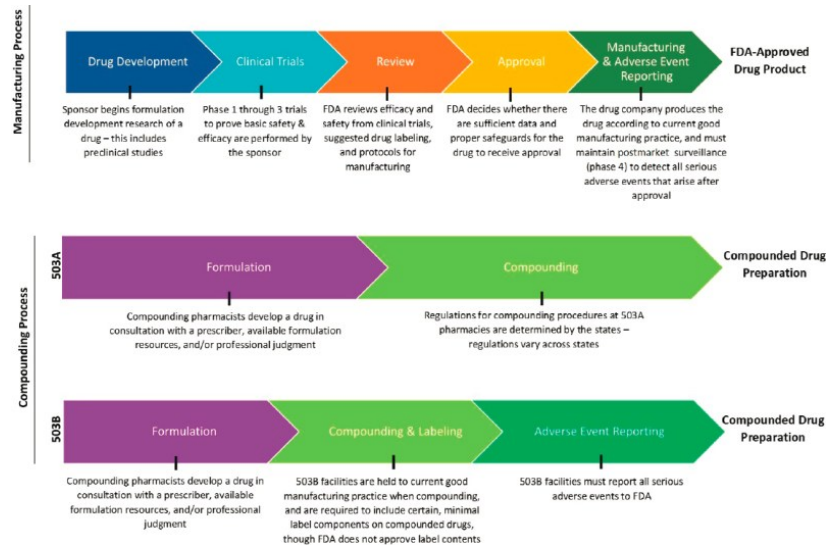 Manufacturing Process
Drug Development
Clinical Trials
Review
Approval
Manufacturing
& Adverse Event
Reporting
FDA-Approved
Drug Product
Sponsor begins formulation
development research of a
drug – this includes
preclinical studies
Phase 1 through 3 trials
to prove basic safety &
efficacy are performed by
the sponsor
FDA reviews efficacy and
safety from clinical trials,
suggested drug labeling,
and protocols for
manufacturing
FDA decides whether there
are sufficient data and
proper safeguards for the
drug to receive approval
The drug company produces the
drug according to current good
manufacturing practice, and must
maintain postmarket surveillance
(phase 4) to detect all serious
adverse events that arise after
approval
Compounding Process
503A
Formulation
Compounding
Compounded Drug
Preparation
Compounding pharmacists develop a drug in
consultation with a prescriber, available formulation
resources, and/or professional judgment
Regulations for compounding procedures at 503A
pharmacies are determined by the states –
regulations vary across states
503B
Formulation
Compounding & Labeling
Adverse Event Reporting
Compounded Drug
Preparation
Compounding pharmacists develop a drug in
consultation with a prescriber, available
formulation resources, and/or professional
judgment
503B facilities are held to current good
manufacturing practice when compounding,
and are required to include certain, minimal
label components on compounded drugs,
though FDA does not approve label contents
503B facilities must report all serious
adverse events to FDA